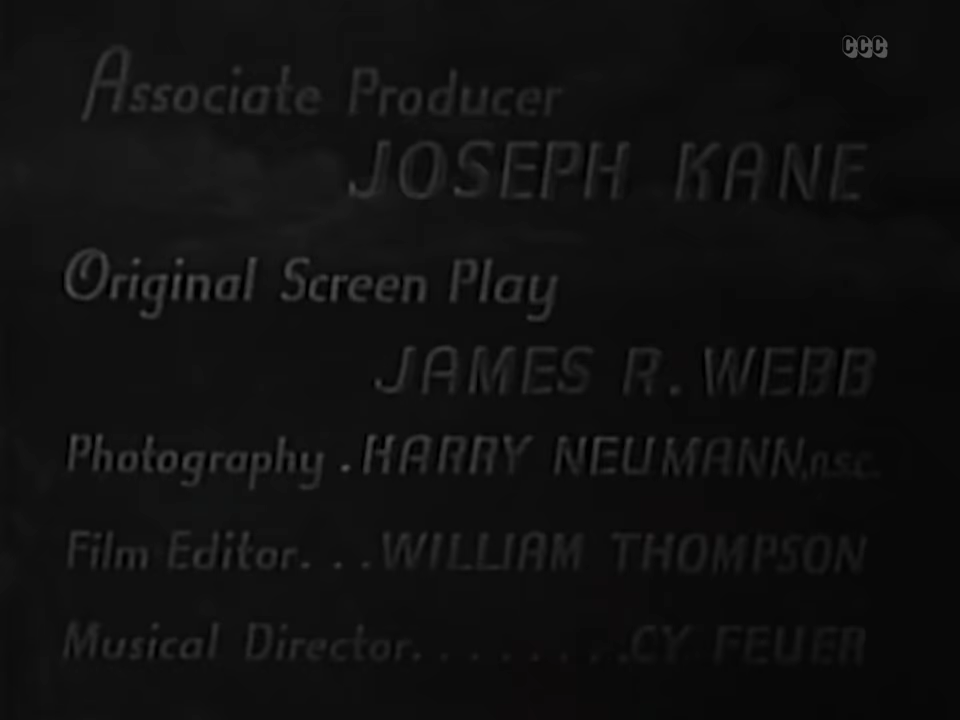 CCC
Associate Producer
JOSEPH KANE
Original Screen Play
JAMES R. WEBB
Photography . HARRY NEUMANN,
Film Editor. . . WILLIAM THOMPSON
Musical Director. . . . . . . . . CY FEUER